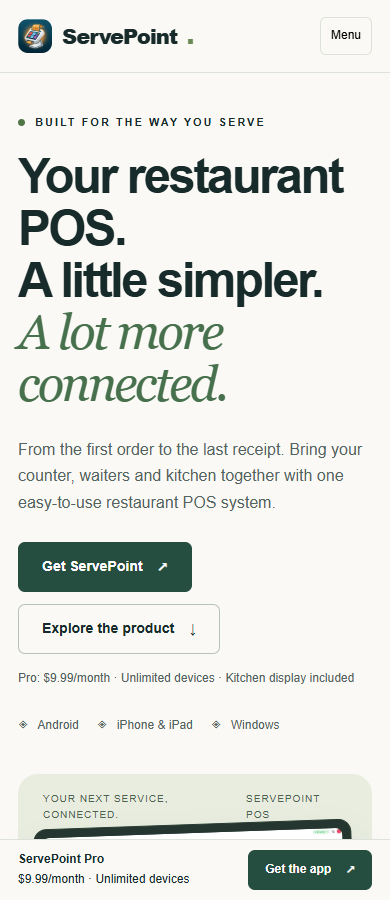 ServePoint .
Menu
BUILT FOR THE WAY YOU SERVE
Your restaurant
POS.
A little simpler.
A lot more
connected.
From the first order to the last receipt. Bring your
counter, waiters and kitchen together with one
easy-to-use restaurant POS system.
Get ServePoint ↗
Explore the product ↓
Pro: $9.99/month · Unlimited devices · Kitchen display included
Android
iPhone & iPad
Windows
YOUR NEXT SERVICE,
CONNECTED.
SERVEPOINT
POS
ServePoint Pro
$9.99/month · Unlimited devices
Get the app ↗